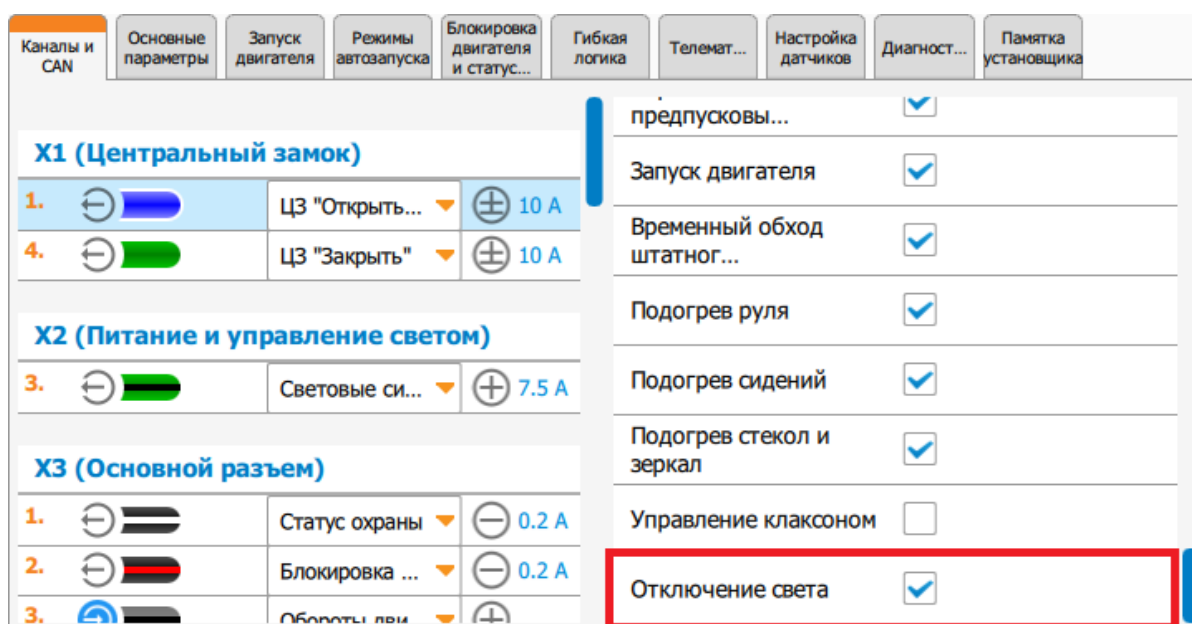 Каналы и
CAN
Основные
параметры
Запуск
двигателя
Режимы
автозапуска
Блокировка
двигателя
и статус...
Гибкая
логика
Телемат...
Настройка
датчиков
Диагност...
Памятка
установщика
X1 (Центральный замок)
1. ЦЗ "Открыть... 10 A
4. ЦЗ "Закрыть" 10 A
X2 (Питание и управление светом)
3. Световые си... 7.5 A
X3 (Основной разъем)
1. Статус охраны 0.2 A
2. Блокировка ... 0.2 A
3. Обороты дви...
предпусковы...
Запуск двигателя
Временный обход
штатног...
Подогрев руля
Подогрев сидений
Подогрев стекол и
зеркал
Управление клаксоном
Отключение света